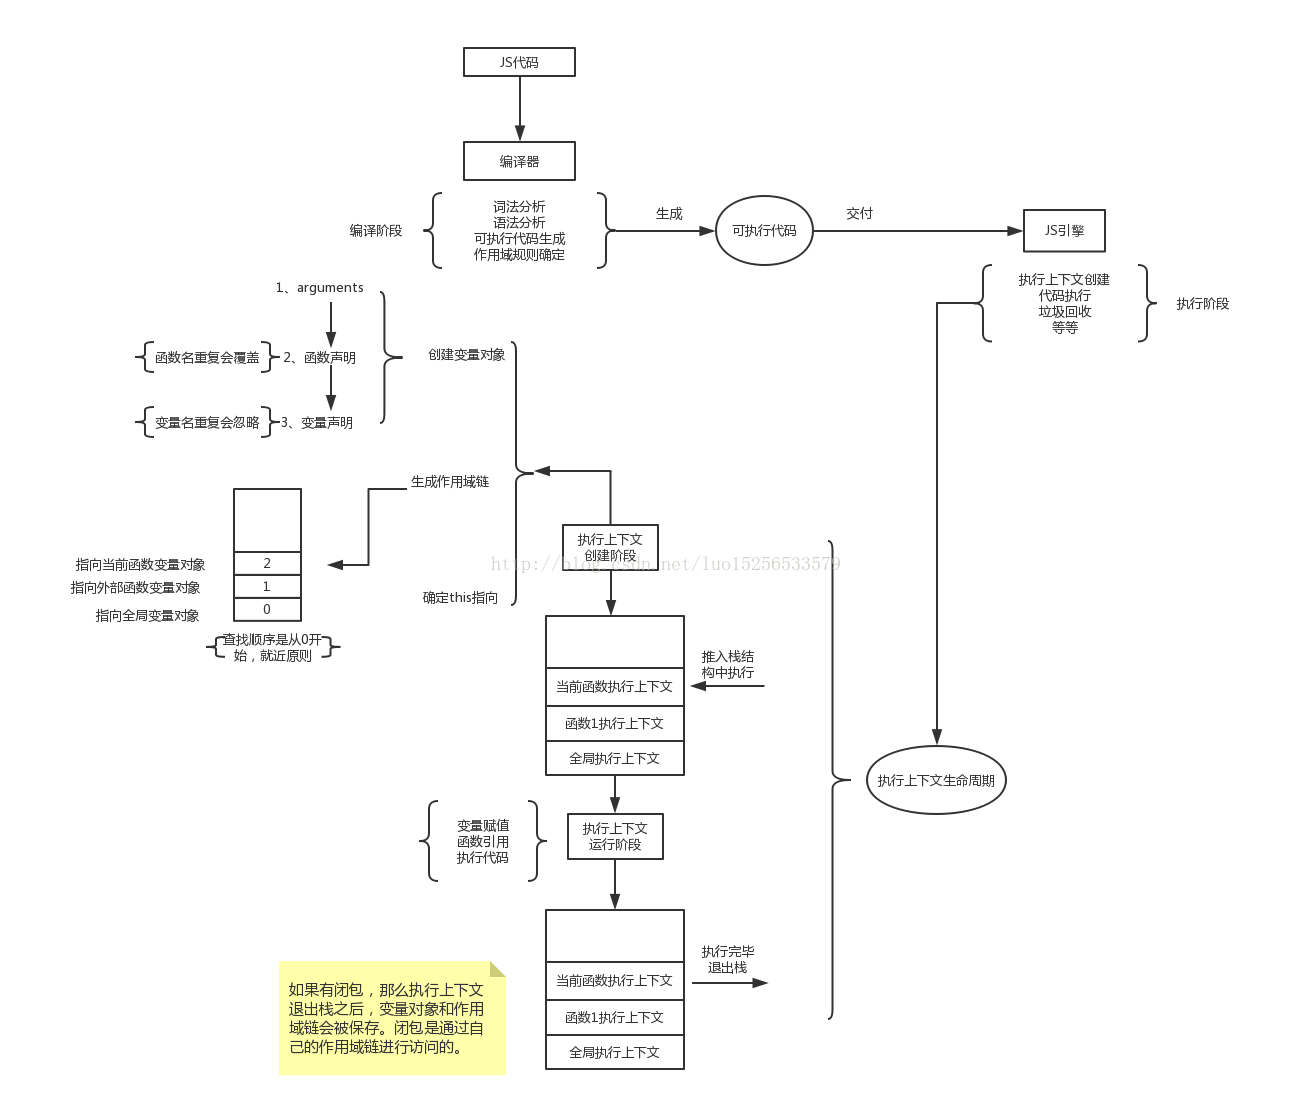 JS代码
编译器
编译阶段
词法分析
语法分析
可执行代码生成
作用域规则确定
生成
可执行代码
交付
JS引擎
执行上下文创建
代码执行
垃圾回收
等等
执行阶段
1、arguments
函数名重复会覆盖
2、函数声明
变量名重复会忽略
3、变量声明
创建变量对象
生成作用域链
确定this指向
指向当前函数变量对象
2
指向外部函数变量对象
1
指向全局变量对象
0
查找顺序是从0开
始，就近原则
执行上下文
创建阶段
http://blog.csdn.net/luo15256533579
当前函数执行上下文
函数1执行上下文
全局执行上下文
推入栈结
构中执行
执行上下文生命周期
变量赋值
函数引用
执行代码
执行上下文
运行阶段
当前函数执行上下文
函数1执行上下文
全局执行上下文
执行完毕
退出栈
如果有闭包，那么执行上下文
退出栈之后，变量对象和作用
域链会被保存。闭包是通过自
己的作用域链进行访问的。